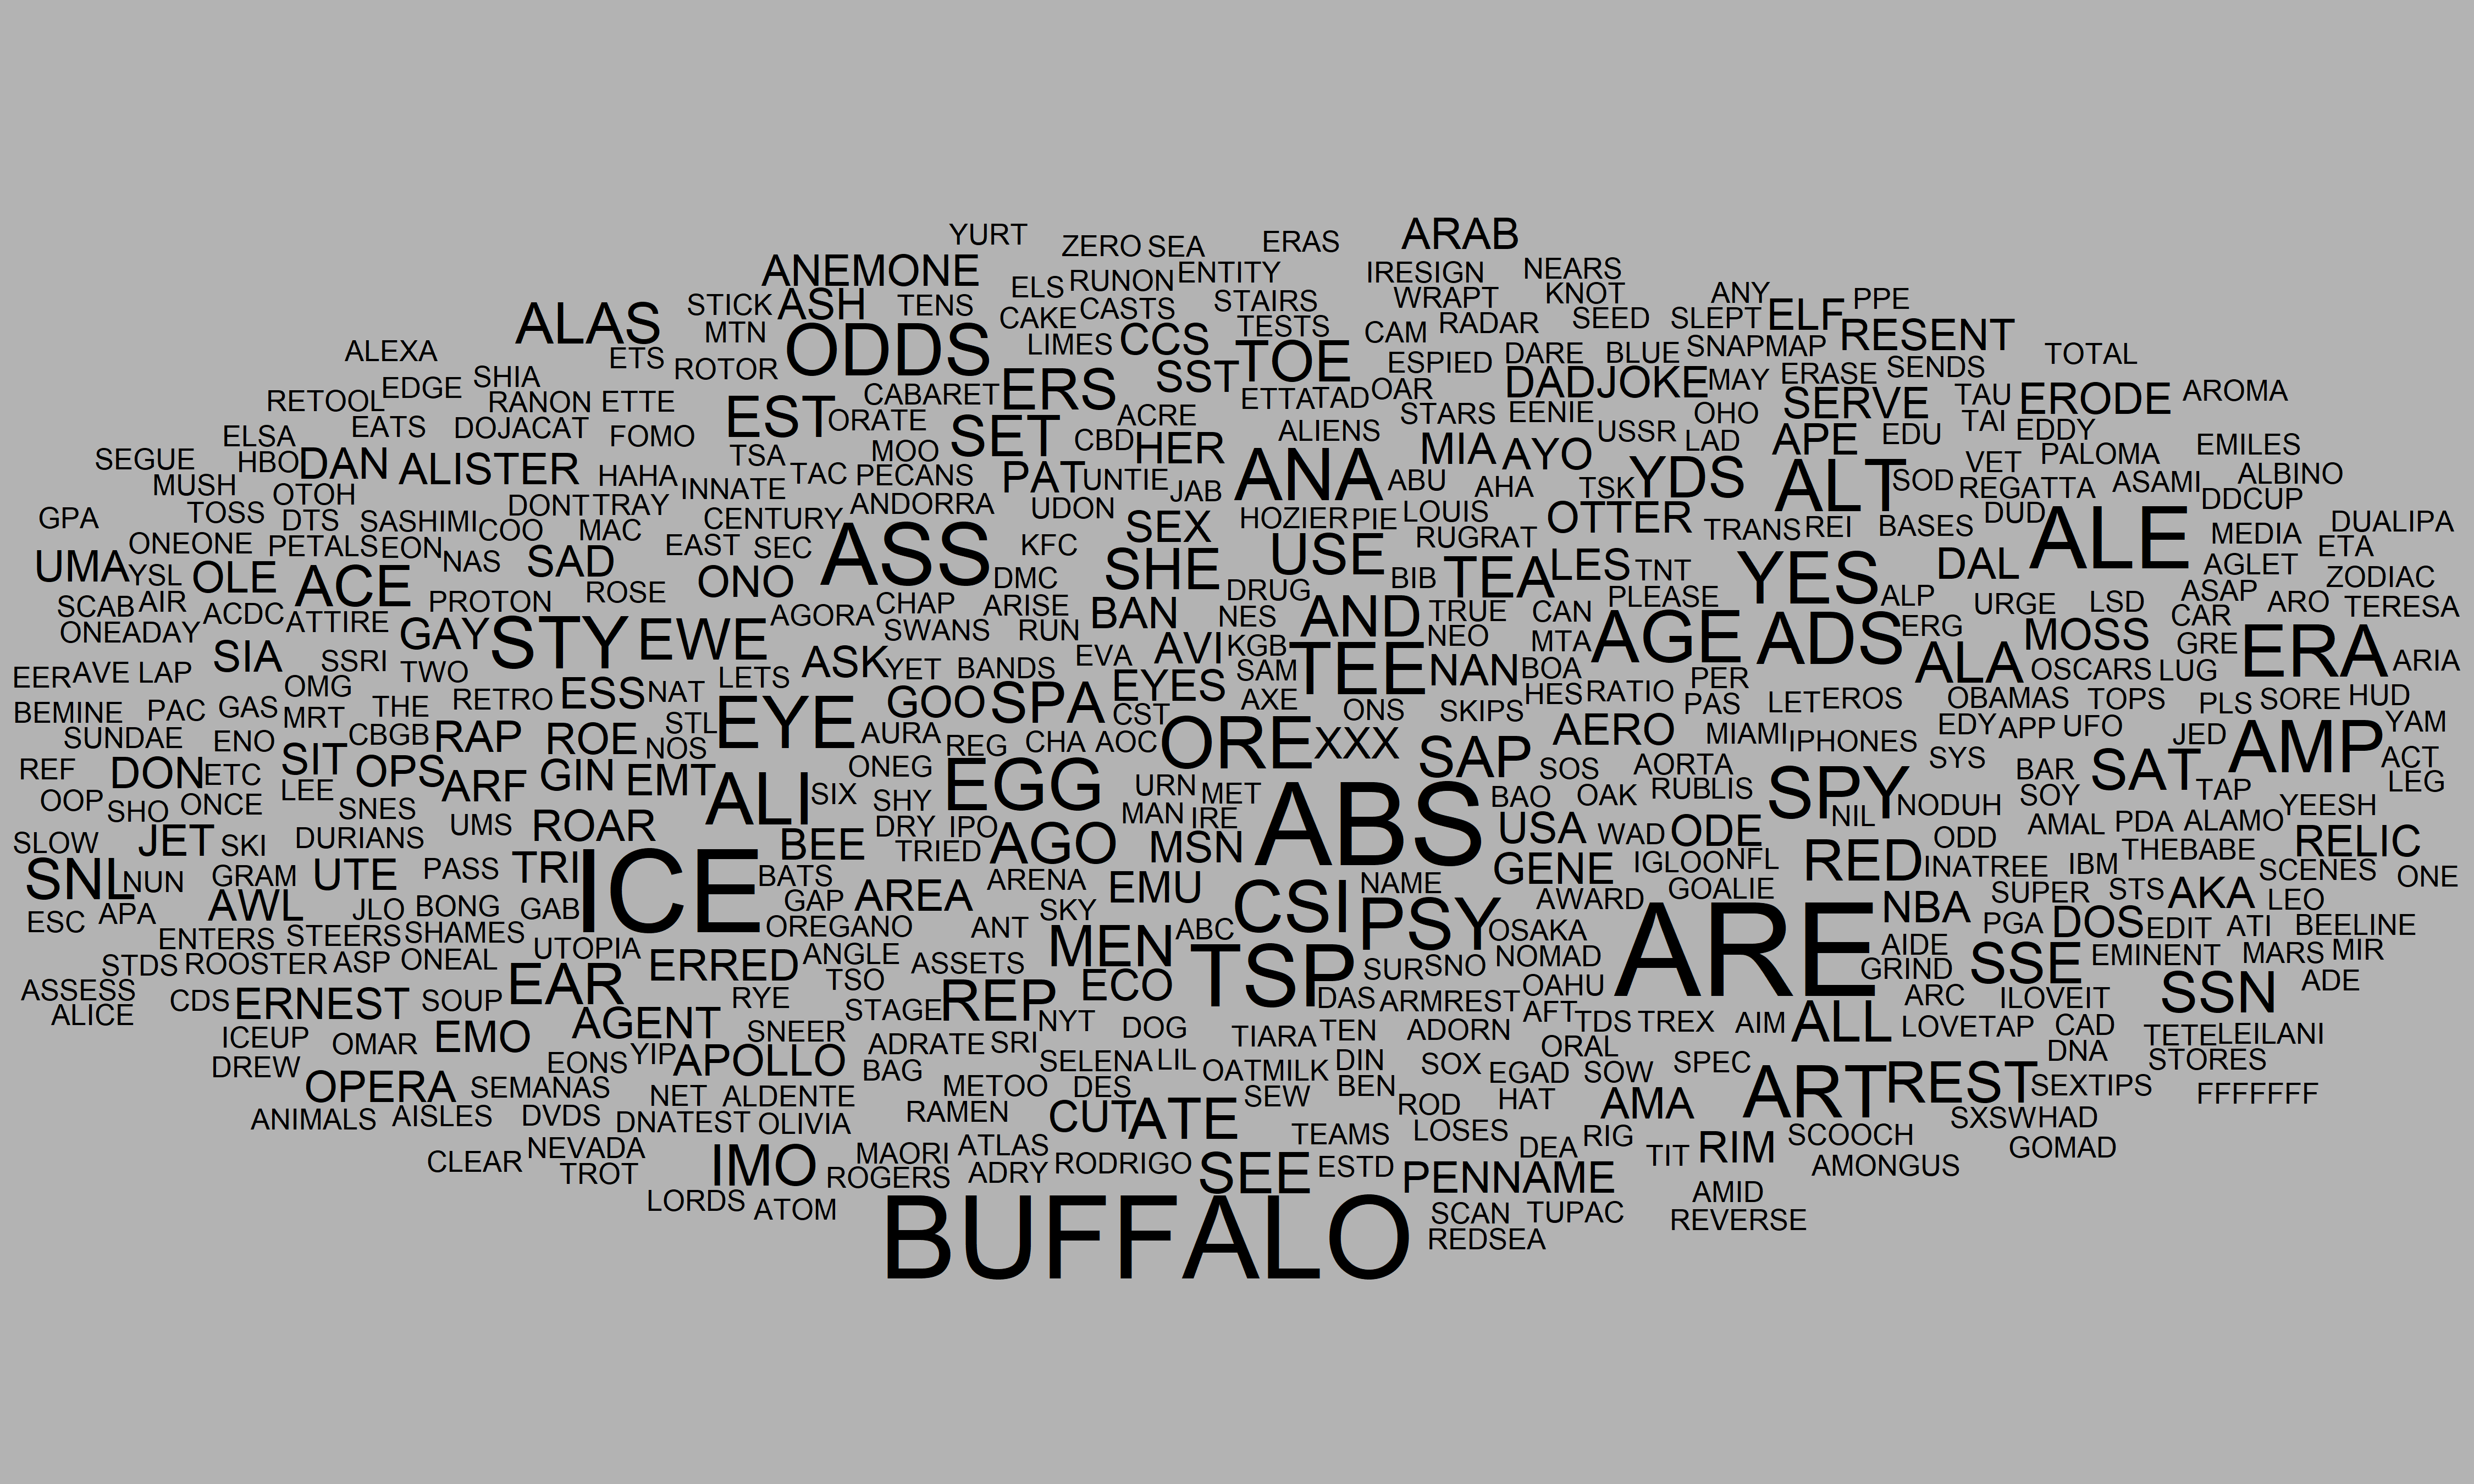 YURT ZERO SEA ERAS ARAB
ANEMONE ELS RUNON ENTITY IRESIGN NEARS
ALAS STICK ASH TENS CAKE CASTS STAIRS WRAPT KNOT ANY ELF PPE
MTN ODDS LIMES CCS TESTS CAM RADAR SEED SLEPT RESENT
ALEXA ETS ROTOR SST TOE ESPIED DARE BLUE SNAPMAP TOTAL
RETOOL EDGE SHIA RANON ETTE CABARET ERS ETTA TAD OAR DADJOKE MAY ERASE SENDS TAU ERODE AROMA
ELSA EATS DOJACAT FOMO EST ORATE SET ACRE ALIENS STARS EENIE OHO SERVE TAI EDDY
SEGUE HBO DAN ALISTER HAHA TSA MOO CBD HER MIA AYO USSR LAD APE EDU VET PALOMA EMILES
MUSH OTOH INNATE TAC PECANS PAT UNTIE JAB ANA ABU AHA TSK YDS ALT SOD REGATTA ASAMI ALBINO
GPA TOSS DTS SASHIMI DONT TRAY CENTURY ANDORRA UDON SEX HOZIER PIE LOUIS OTTER TRANS REI BASES DUD DDCUP
ONEONE PETALS EON COO MAC EAST SEC ASS KFC RUGRAT ALE MEDIA DUALIPA
UMA YSL OLE ACE NAS SAD ROSE ONO DMC SHE USE BIB TEA LES TNT YES DAL AGLET ETA ZODIAC
SCAB AIR ACDC ATTIRE PROTON CHAP ARISE BAN DRUG AND TRUE CAN PLEASE ALP URGE LSD ASAP ARO TERESA
ONEADAY GAY STY EWE AGORA SWANS RUN NES NEO MTA AGE ADS ERG MOSS CAR GRE
SIA SSRI ASK YET BANDS EVA AVI KGB TEE NAN BOA ALA OSCARS LUG ERA ARIA
EER AVE LAP OMG TWO LETS EYES SAM PER
BEMINE PAC GAS MRT THE RETRO ESS NAT GOO SPA CST AXE ONS SKIPS HES RATIO PAS LET EROS OBAMAS TOPS PLS SORE HUD
SUNDAE ENO CBGB RAP ROE NOS STL EYE AURA REG CHA AOC ORE XXX SAP AERO MIAMI IPHONES EDY APP UFO JED YAM
REF DON ETC SIT OPS ARF GIN EMT ONEG SOS AORTA SYS BAR SAT AMP ACT
OOP SHO ONCE LEE SNES ALI SIX SHY EGG URN MET BAO OAK RUB LIS SPY NODUH SOY TAP YEESH LEG
SLOW JET SKI DURIANS UMS ROAR BEE DRY IPO MAN IRE ABS USA WAD ODE NIL ODD AMAL PDA ALAMO RELIC
SNL NUN GRAM UTE PASS TRI ICE BATS TRIED AGO MSN GENE IGLOO NFL RED INATREE IBM THEBABE SCENES ONE
ESC APA AWL JLO BONG GAB GAP AREA ARENA EMU NAME AWARD GOALIE SUPER STS AKA LEO
ENTERS STEERS SHAMES OREGANO ANT SKY ABC CSI PSY OSAKA NBA PGA DOS EDIT ATI BEELINE
STDS ROOSTER ASP ONEAL UTOPIA ERRED ANGLE ASSETS MEN TSP SUR SNO NOMAD ARE AIDE GRIND SSE EMINENT MARS MIR
ASSESS ALICE CDS ERNEST SOUP EAR RYE TSO STAGE REP ECO DAS ARMREST OAHU ARC ILOVEIT SSN ADE
ICEUP OMAR EMO AGENT SNEER ADRATE SRI NYT DOG TIARA TEN ADORN AFT TDS TREX AIM ALL LOVETAP CAD TETE LEILANI
DREW EONS YIP APOLLO BAG SELENA LIL OATMILK DIN SOX EGAD ORAL SOW SPEC DNA STORES
OPERA SEMANAS NET ALDENTE METOO DES SEW BEN ROD HAT AMA ART REST SEXTIPS FFFFFFF
ANIMALS AISLES DVDS DNATEST OLIVIA RAMEN CUT ATE TEAMS LOSES RIG SXSW HAD
CLEAR NEVADA TROT IMO MAORI ATLAS DEA TIT RIM SCOOCH GOMAD
ROGERS ADRY RODRIGO SEE ESTD PENNAME AMONGUS
LORDS ATOM BUFFALO SCAN TUPAC AMID
REDSEA REVERSE